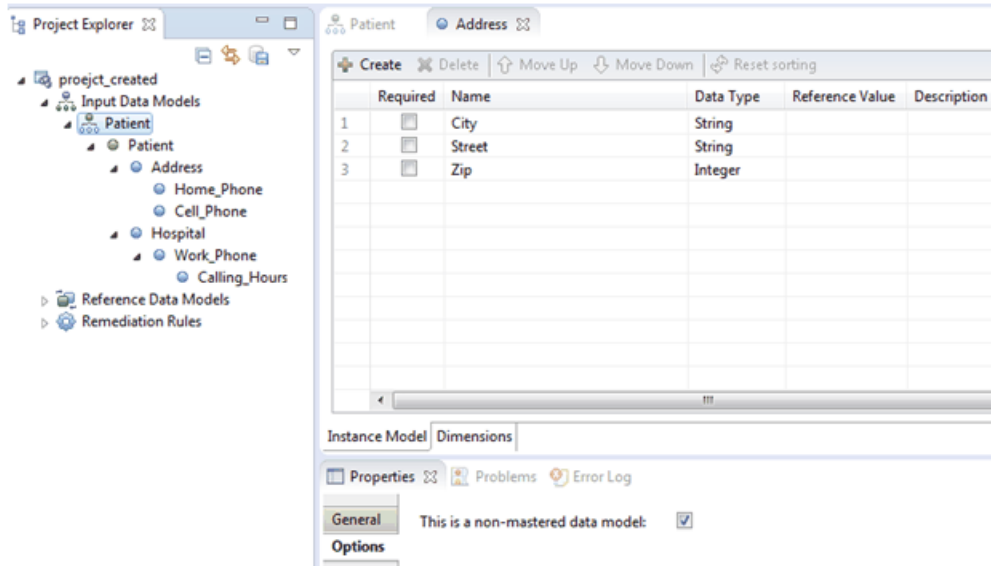 Project Explorer
proejct_created
Input Data Models
Patient
Patient
Address
Home_Phone
Cell_Phone
Hospital
Work_Phone
Calling_Hours
Reference Data Models
Remediation Rules
Patient Address
Create Delete Move Up Move Down Reset sorting
Required Name Data Type Reference Value Description
1 City String
2 Street String
3 Zip Integer
Instance Model Dimensions
Properties Problems Error Log
General This is a non-mastered data model:
Options